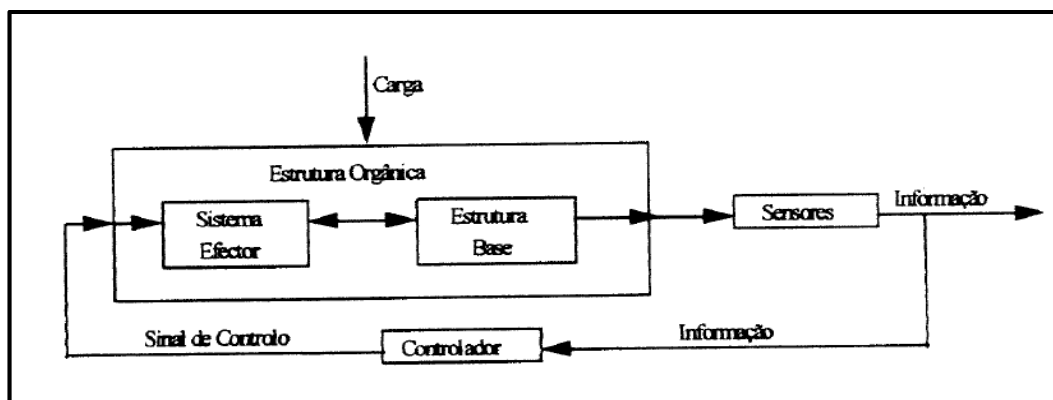 Carga
Estrutura Orgânica
Sistema
Efector
Estrutura
Base
Sensores
Informação
Sinal de Controlo
Controlador
Informação